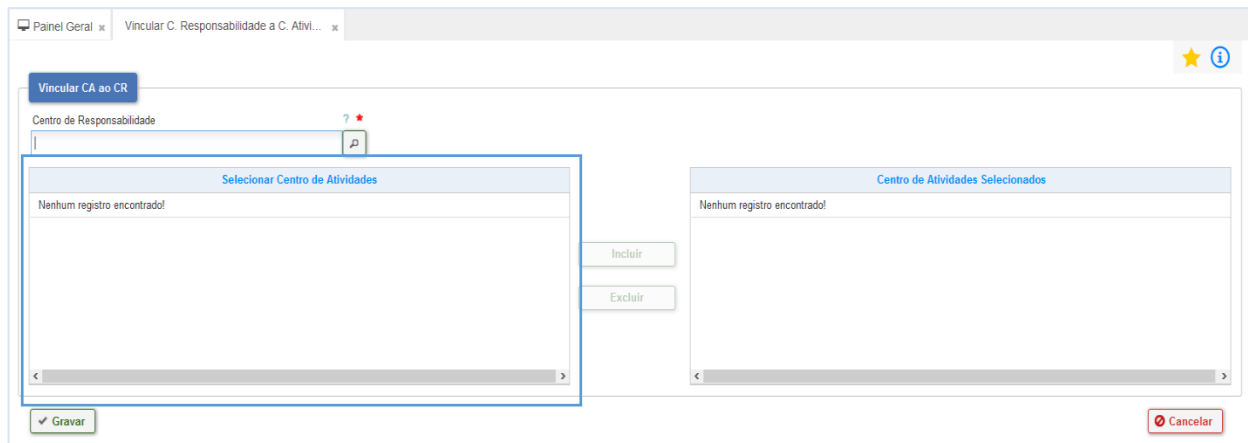 Painel Geral x Vincular C. Responsabilidade a C. Ativi... x
Vincular CA ao CR
Centro de Responsabilidade ? *
Selecionar Centro de Atividades
Nenhum registro encontrado!
Incluir
Excluir
Centro de Atividades Selecionados
Nenhum registro encontrado!
Gravar
Cancelar